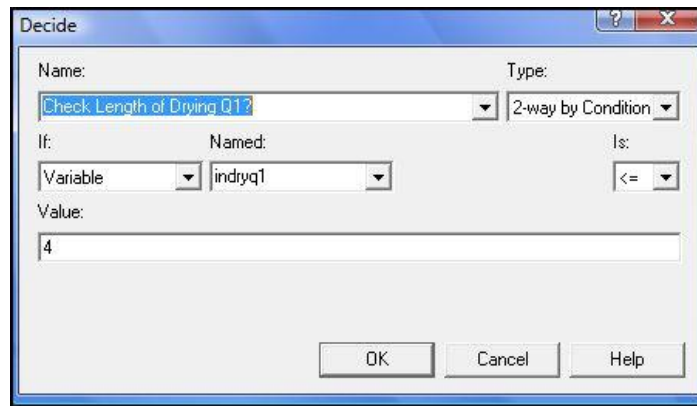 Decide
Name: Type:
Check Length of Drying Q1? 2-way by Condition
If: Named: Is:
Variable indryq1 <=
Value:
4
OK Cancel Help